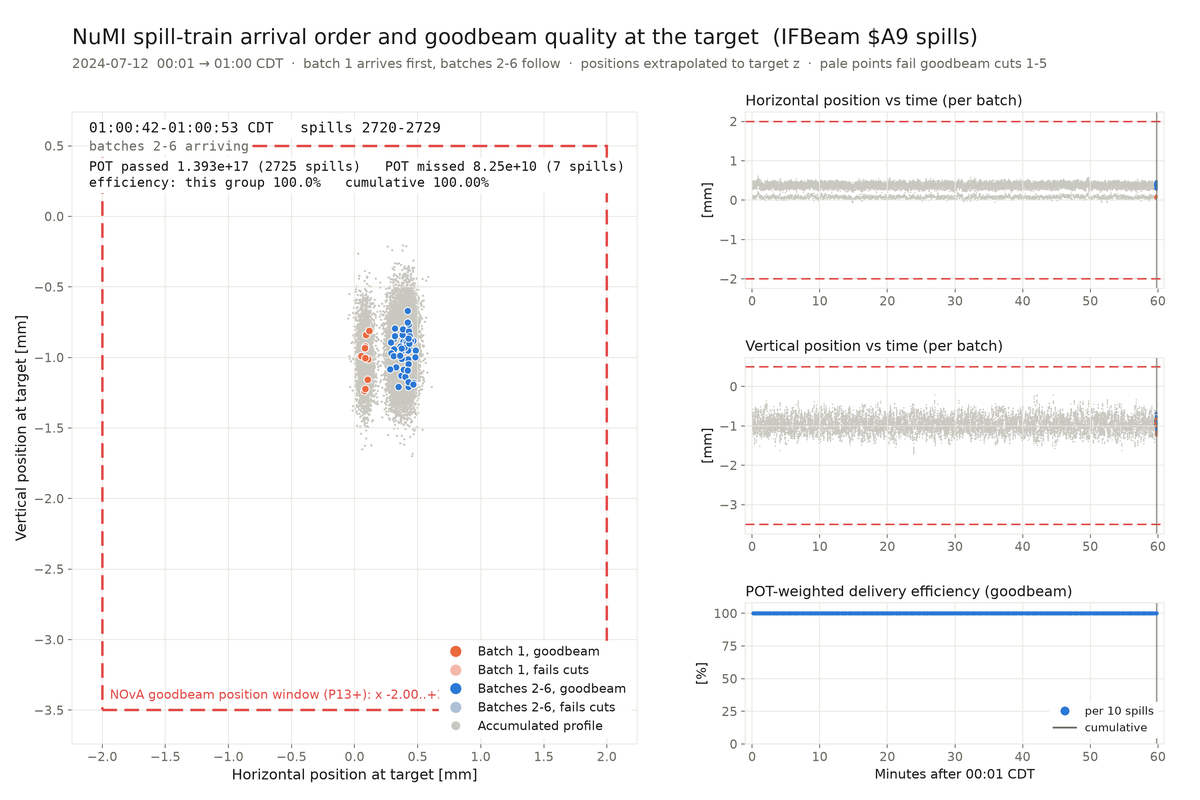 NuMI spill-train arrival order and goodbeam quality at the target  (IFBeam $A9 spills)
2024-07-12  00:01 → 01:00 CDT  ·  batch 1 arrives first, batches 2-6 follow  ·  positions extrapolated to target z  ·  pale points fail goodbeam cuts 1-5
01:00:42-01:00:53 CDT   spills 2720-2729
batches 2-6 arriving
POT passed 1.393e+17 (2725 spills)   POT missed 8.25e+10 (7 spills)
efficiency: this group 100.0%   cumulative 100.00%
0.5
0.0
−0.5
−1.0
−1.5
−2.0
−2.5
−3.0
−3.5
Vertical position at target [mm]
NOvA goodbeam position window (P13+): x -2.00..+
Batch 1, goodbeam
Batch 1, fails cuts
Batches 2-6, goodbeam
Batches 2-6, fails cuts
Accumulated profile
−2.0 −1.5 −1.0 −0.5 0.0 0.5 1.0 1.5 2.0
Horizontal position at target [mm]
Horizontal position vs time (per batch)
2
1
0
−1
−2
[mm]
0 10 20 30 40 50 60
Vertical position vs time (per batch)
0
−1
−2
−3
[mm]
0 10 20 30 40 50 60
POT-weighted delivery efficiency (goodbeam)
100
75
50
25
0
[%]
per 10 spills
cumulative
0 10 20 30 40 50 60
Minutes after 00:01 CDT